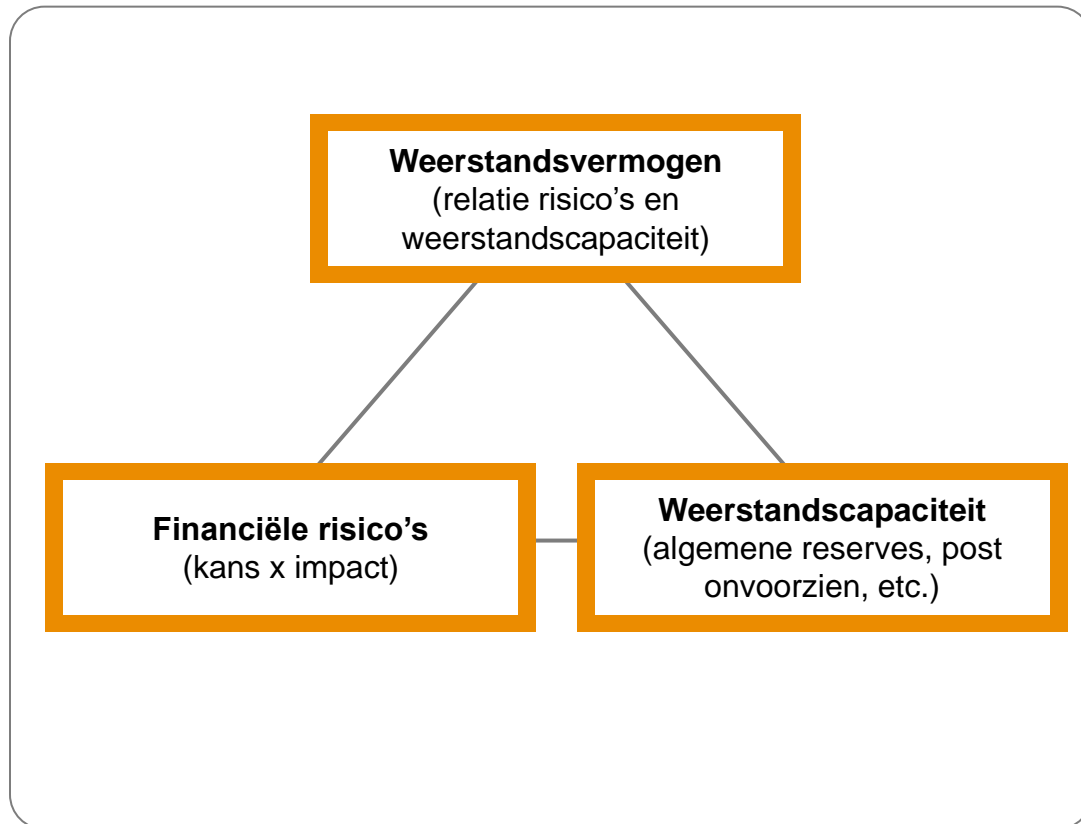 Weerstandsvermogen
(relatie risico’s en
weerstandscapaciteit)
Financiële risico’s
(kans x impact)
Weerstandscapaciteit
(algemene reserves, post
onvoorzien, etc.)